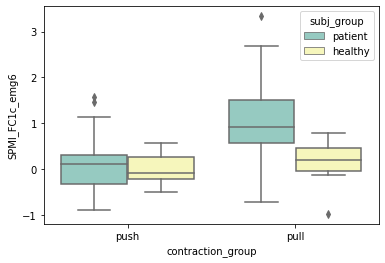 subj_group
patient
healthy
SPMI_FC1c_emg6
3
2
1
0
−1
push
pull
contraction_group